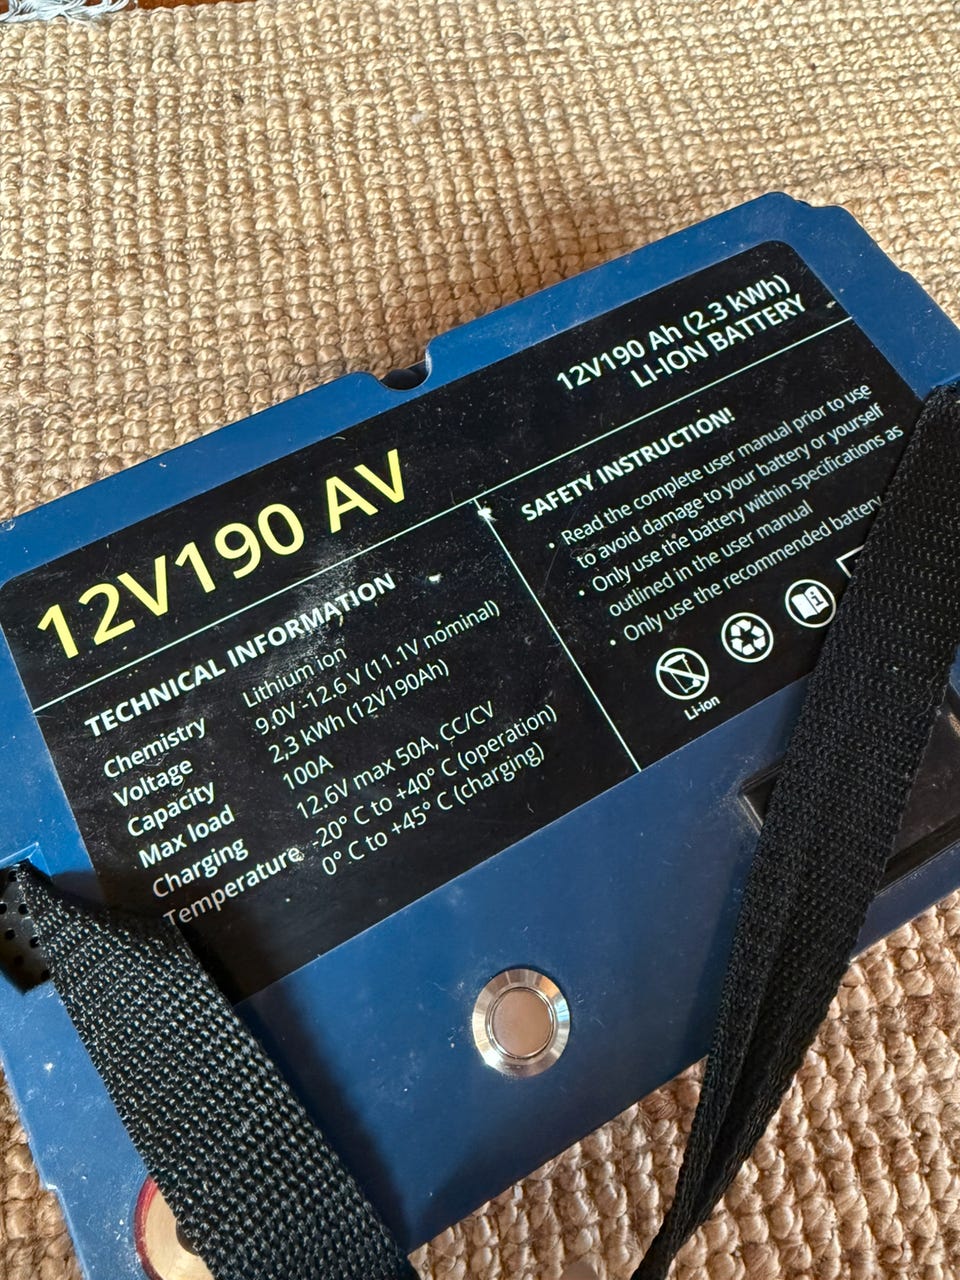 12V190 Ah (2.3 kWh)
LI-ION BATTERY
12V190 AV
TECHNICAL INFORMATION
Chemistry Lithium ion
Voltage 9.0V-12.6 V (11.1V nominal)
Capacity 2,3 kWh (12V190Ah)
Max load 100A
Charging 12.6V max 50A, CC/CV
Temperature -20° C to +40° C (operation)
0° C to +45° C (charging)
SAFETY INSTRUCTION!
• Read the complete user manual prior to use
to avoid damage to your battery or yourself
• Only use the battery within specifications as
outlined in the user manual
• Only use the recommended battery
Li-ion